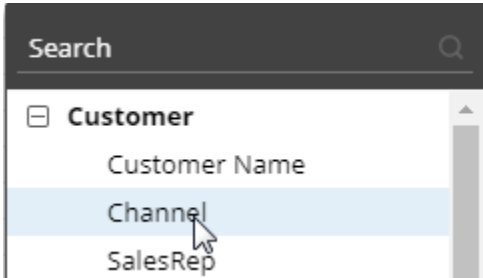 Search
Customer
Customer Name
Channel
SalesRep